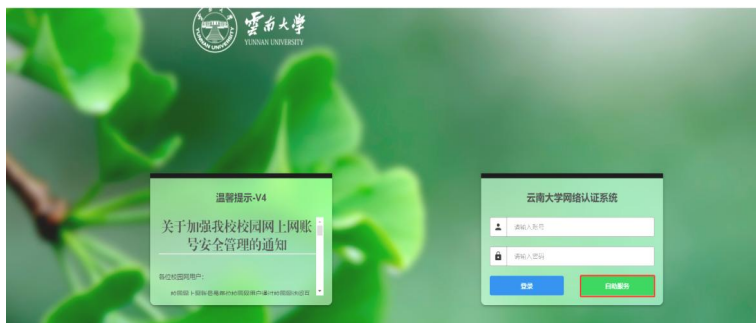 雲南大學
YUNNAN UNIVERSITY
温馨提示-V4
关于加强我校校园网上网账
号安全管理的通知
各位校园网用户：
云南大学网络认证系统
请输入账号
请输入密码
登录
自助服务